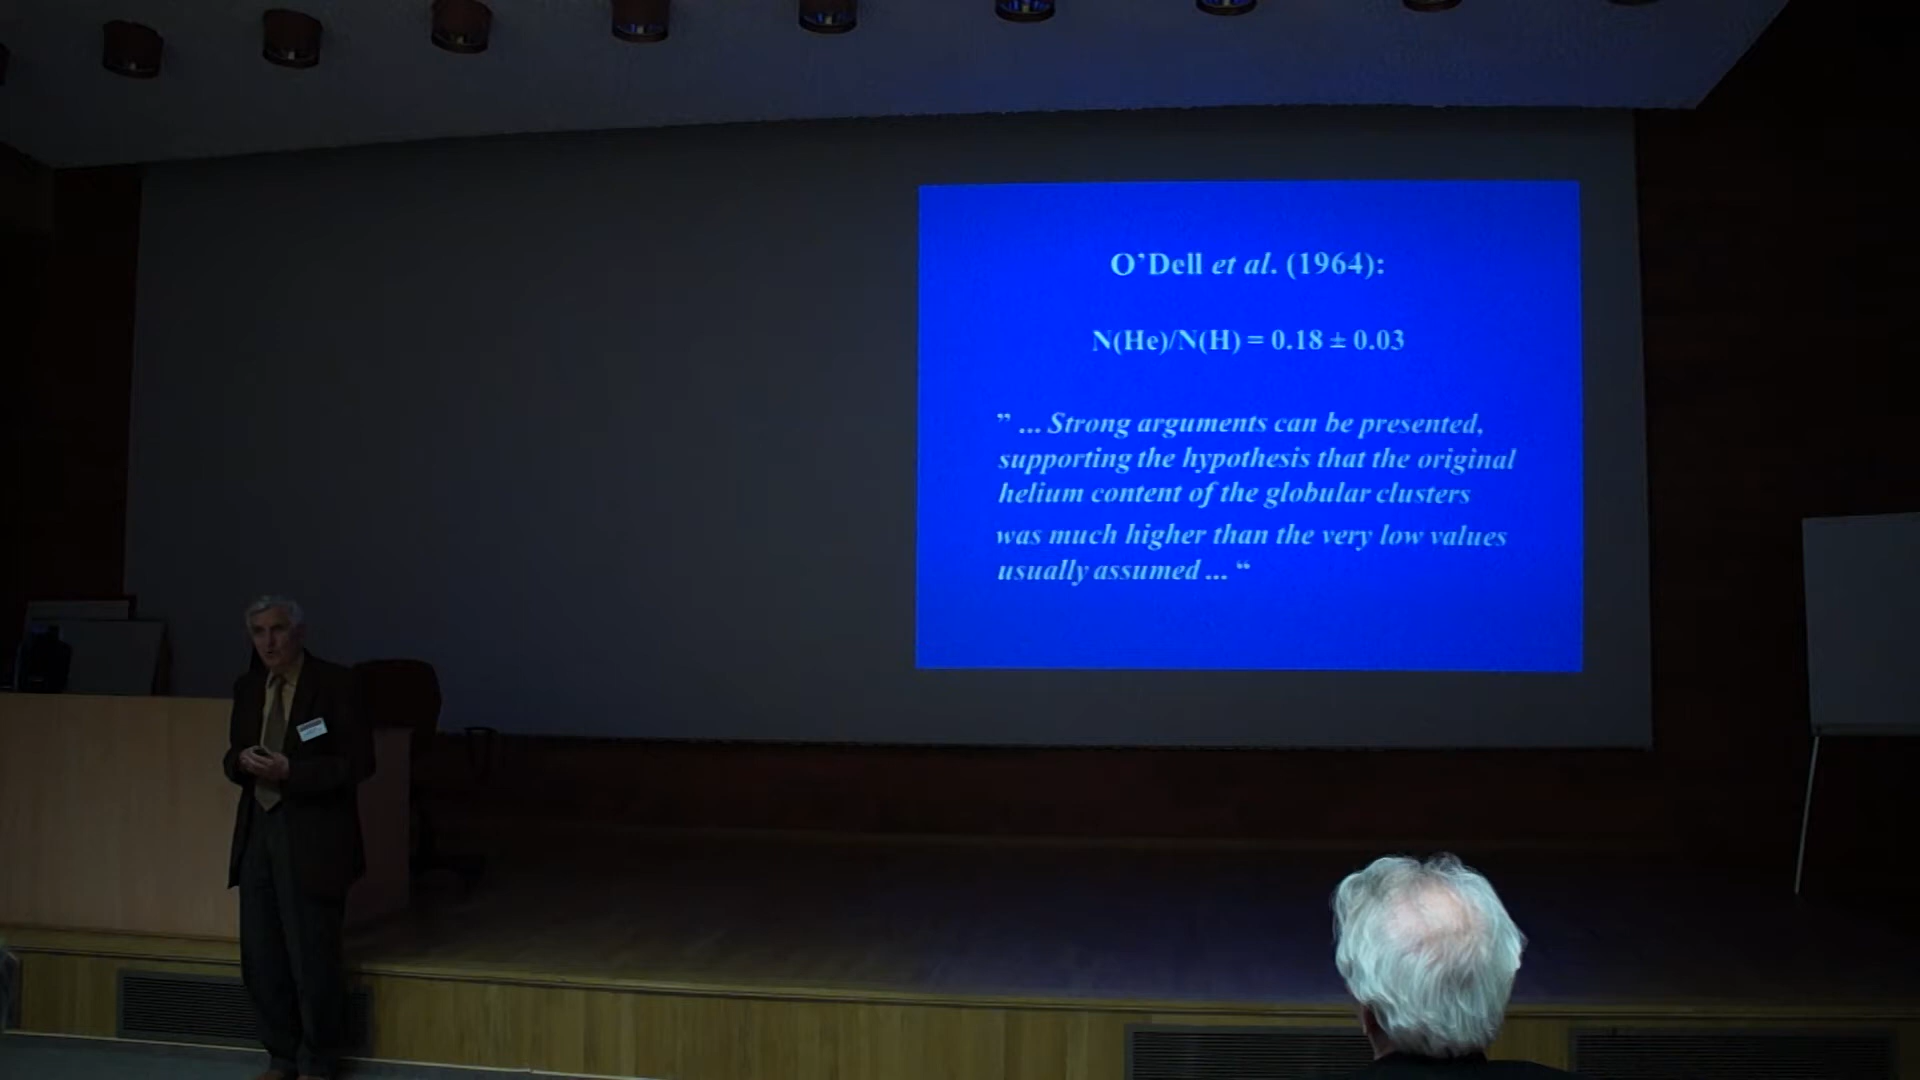 O’Dell et al. (1964):
N(He)/N(H) = 0.18 ± 0.03
” ... Strong arguments can be presented,
supporting the hypothesis that the original
helium content of the globular clusters
was much higher than the very low values
usually assumed ... “